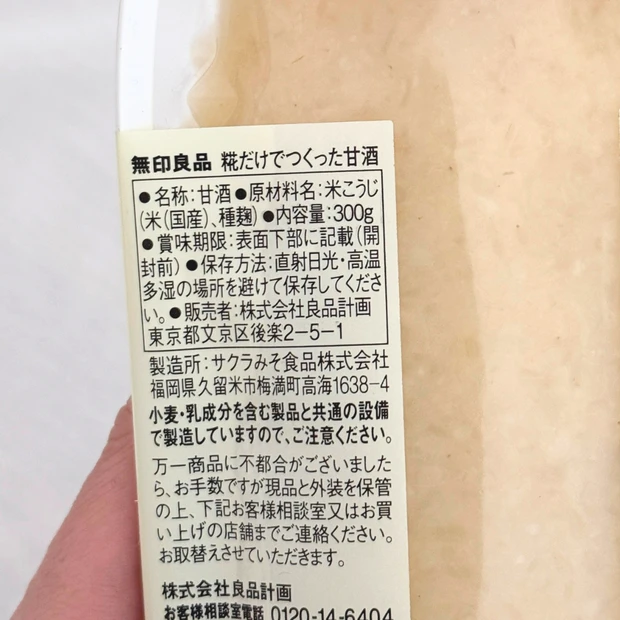 無印良品 糀だけでつくった甘酒
●名称:甘酒●原材料名:米こうじ
(米(国産)、種麹)●内容量:300g
●賞味期限:表面下部に記載(開
封前)●保存方法:直射日光・高温
多湿の場所を避けて保存してくださ
い。●販売者:株式会社良品計画
東京都文京区後楽2-5-1
製造所:サクラみそ食品株式会社
福岡県久留米市梅満町高海1638-4
小麦・乳成分を含む製品と共通の設備
で製造していますので、ご注意ください。
万一商品に不都合がございました
ら、お手数ですが現品と外装を保管
の上、下記お客様相談室又はお買
い上げの店舗までご連絡ください。
お取替えさせていただきます。
株式会社良品計画
お客様相談室電話 0120-14-6404